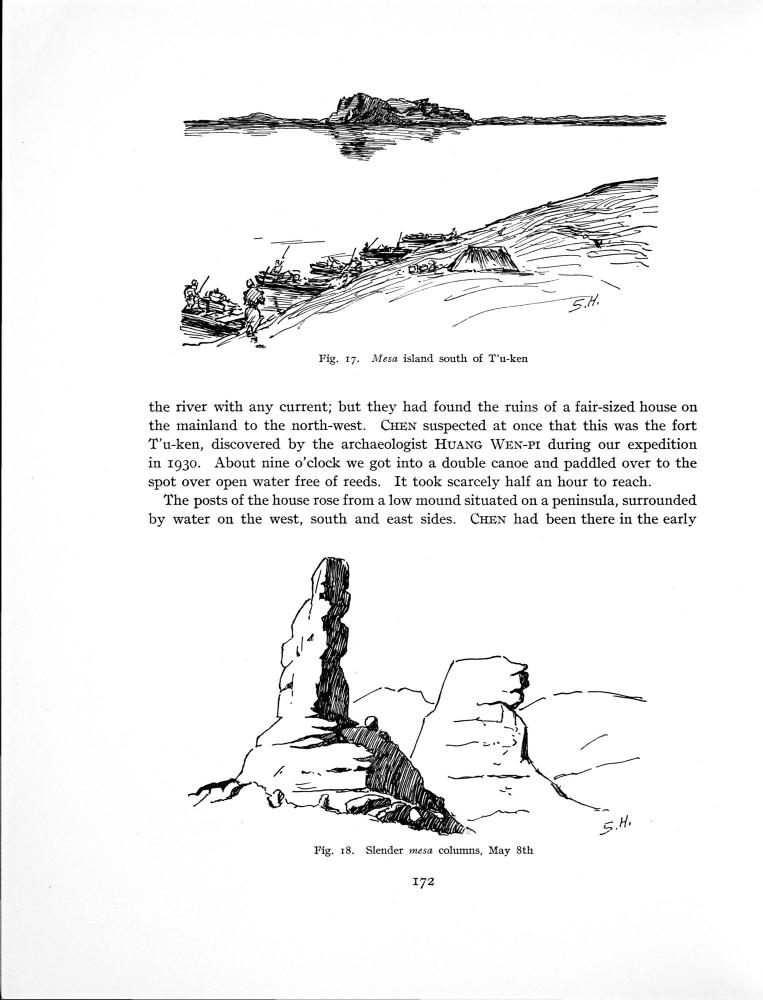 S.H.
Fig. 17. Mesa island south of T'u-ken
the river with any current; but they had found the ruins of a fair-sized house on
the mainland to the north-west. CHEN suspected at once that this was the fort
T'u-ken, discovered by the archaeologist HUANG WEN-PI during our expedition
in 1930. About nine o'clock we got into a double canoe and paddled over to the
spot over open water free of reeds. It took scarcely half an hour to reach.
The posts of the house rose from a low mound situated on a peninsula, surrounded
by water on the west, south and east sides. CHEN had been there in the early
S.H.
Fig. 18. Slender mesa columns, May 8th
172